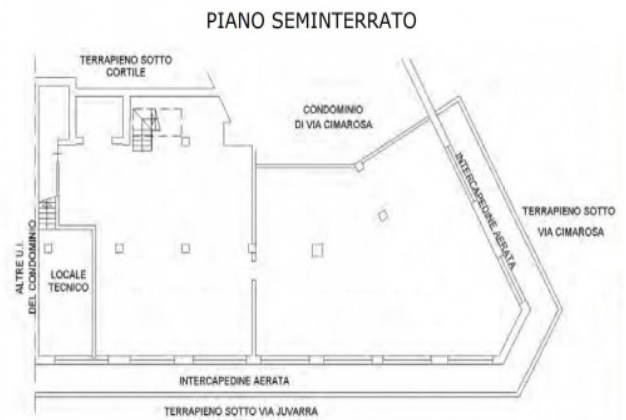 PIANO SEMINTERRATO
TERRAPIENO SOTTO
CORTILE
CONDOMINIO
DI VIA CIMAROSA
INTERCAPEDINE AERATA
TERRAPIENO SOTTO
VIA CIMAROSA
ALTRE U.I.
DEL CONDOMINIO
LOCALE
TECNICO
INTERCAPEDINE AERATA
TERRAPIENO SOTTO VIA JUVARRA